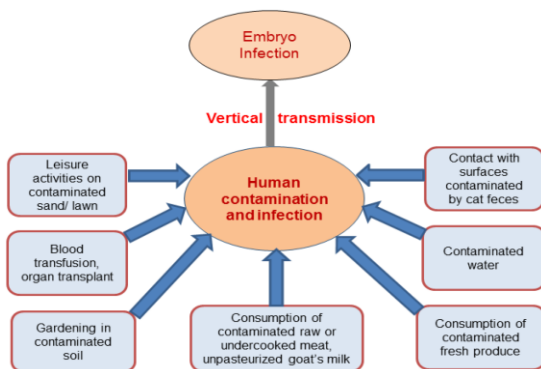 Embryo
Infection
Vertical transmission
Leisure
activities on
contaminated
sand/ lawn
Human
contamination
and infection
Contact with
surfaces
contaminated
by cat feces
Blood
transfusion,
organ transplant
Contaminated
water
Gardening in
contaminated
soil
Consumption of
contaminated raw or
undercooked meat,
unpasteurized goat's milk
Consumption of
contaminated
fresh produce